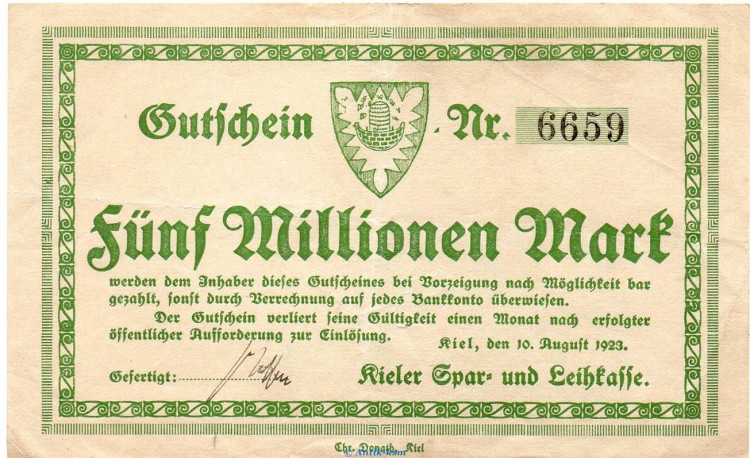 Gutschein Nr. 6659
Fünf Millionen Mark
werden dem Inhaber dieses Gutscheines bei Vorzeigung nach Möglichkeit bar
gezahlt, sonst durch Verrechnung auf jedes Bankkonto überwiesen.
Der Gutschein verliert seine Gültigkeit einen Monat nach erfolgter
öffentlicher Aufforderung zur Einlösung.
Kiel, den 10. August 1923.
Gefertigt:
Kieler Spar- und Leihkasse.
Chr. Donath, Kiel
© Antik-kmn